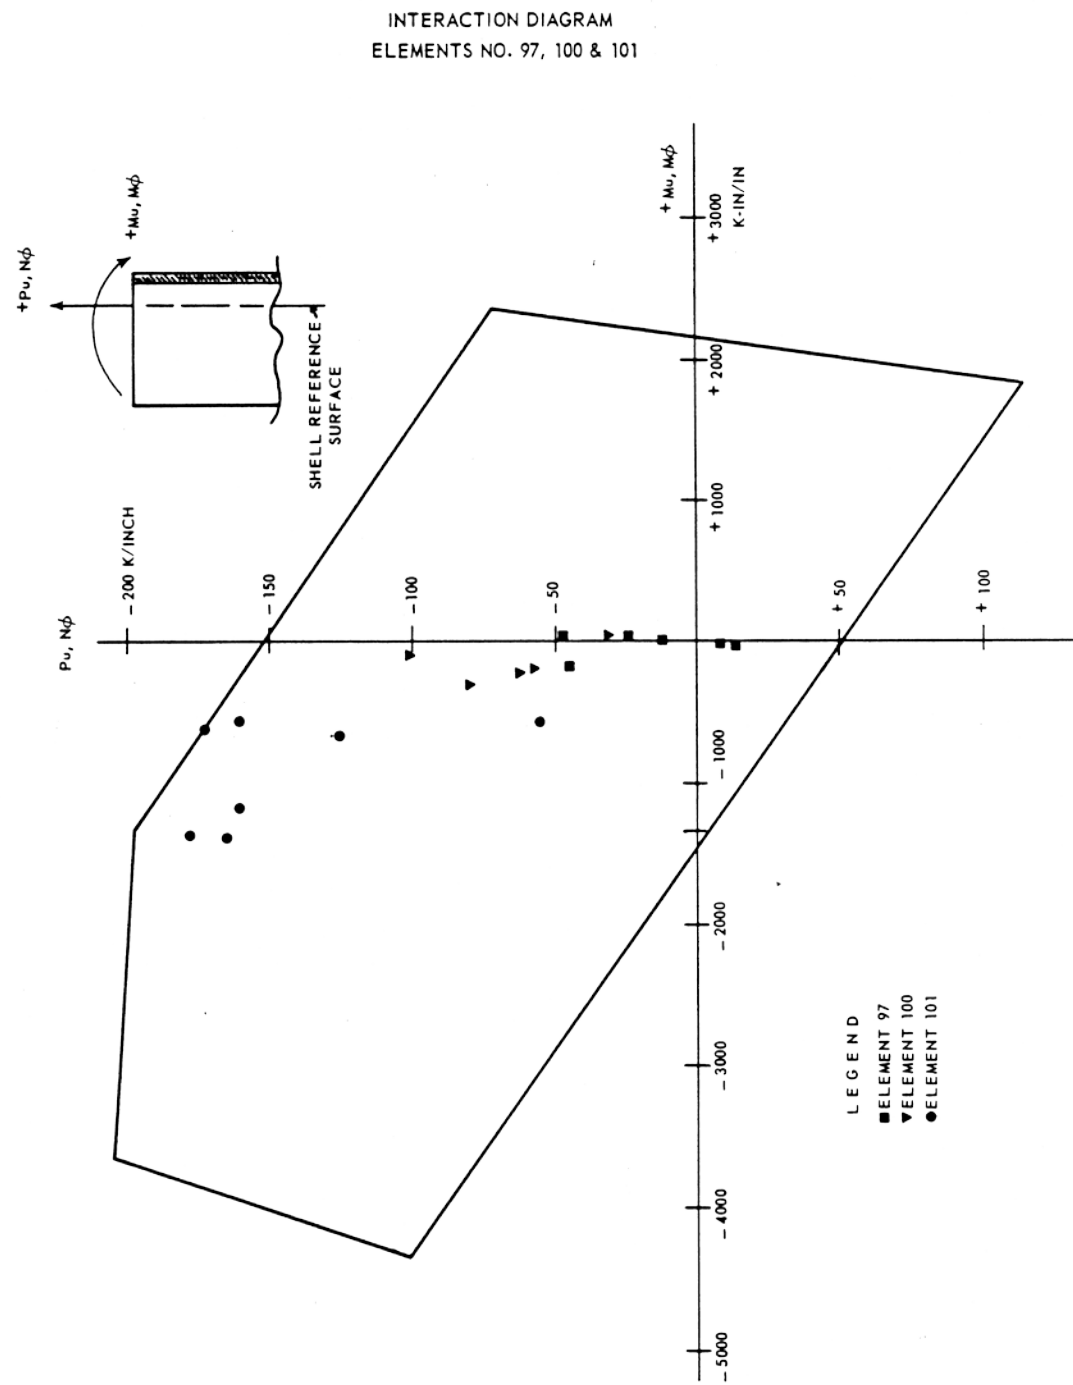 INTERACTION DIAGRAM
ELEMENTS NO. 97, 100 & 101
+Pu, Nϕ
+Mu, Mϕ
SHELL REFERENCE
SURFACE
+ Mu, Mϕ
K-IN/IN
+ 3000
+ 2000
+ 1000
- 1000
- 2000
- 3000
- 4000
- 5000
Pu, Nϕ
- 200 K/INCH
- 150
- 100
- 50
+ 50
+ 100
LEGEND
■ ELEMENT 97
▼ ELEMENT 100
● ELEMENT 101